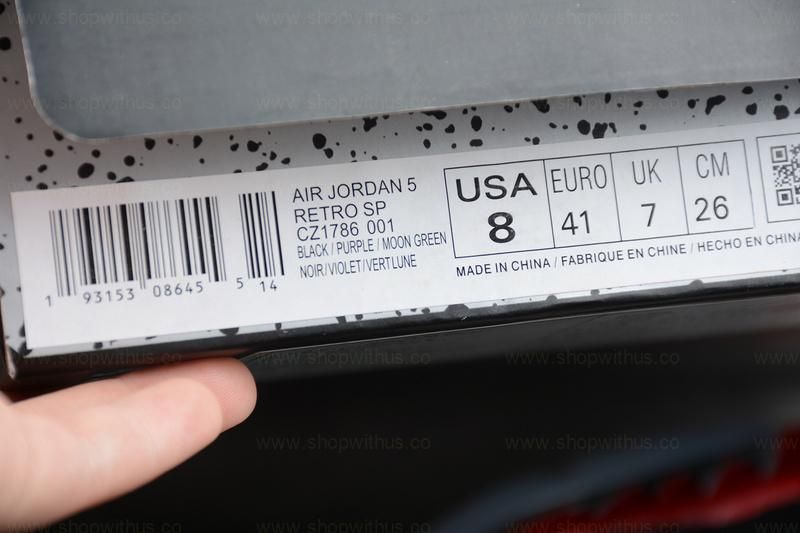 AIR JORDAN 5
RETRO SP
CZ1786 001
BLACK / PURPLE / MOON GREEN
NOIR/VIOLET/VERT LUNE
USA EURO UK CM
8 41 7 26
MADE IN CHINA / FABRIQUE EN CHINE / HECHO EN CHINA
1 93153 08645 5 14
www.shopwithus.co